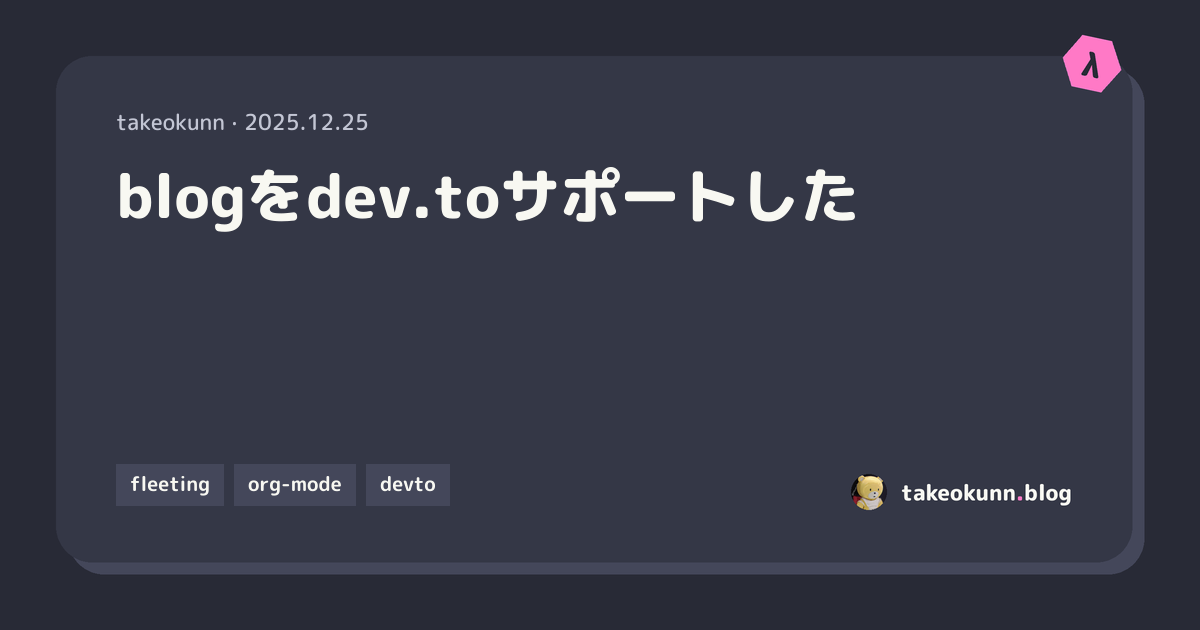 λ
takeokunn · 2025.12.25
blogをdev.toサポートした
fleeting org-mode devto
takeokunn.blog